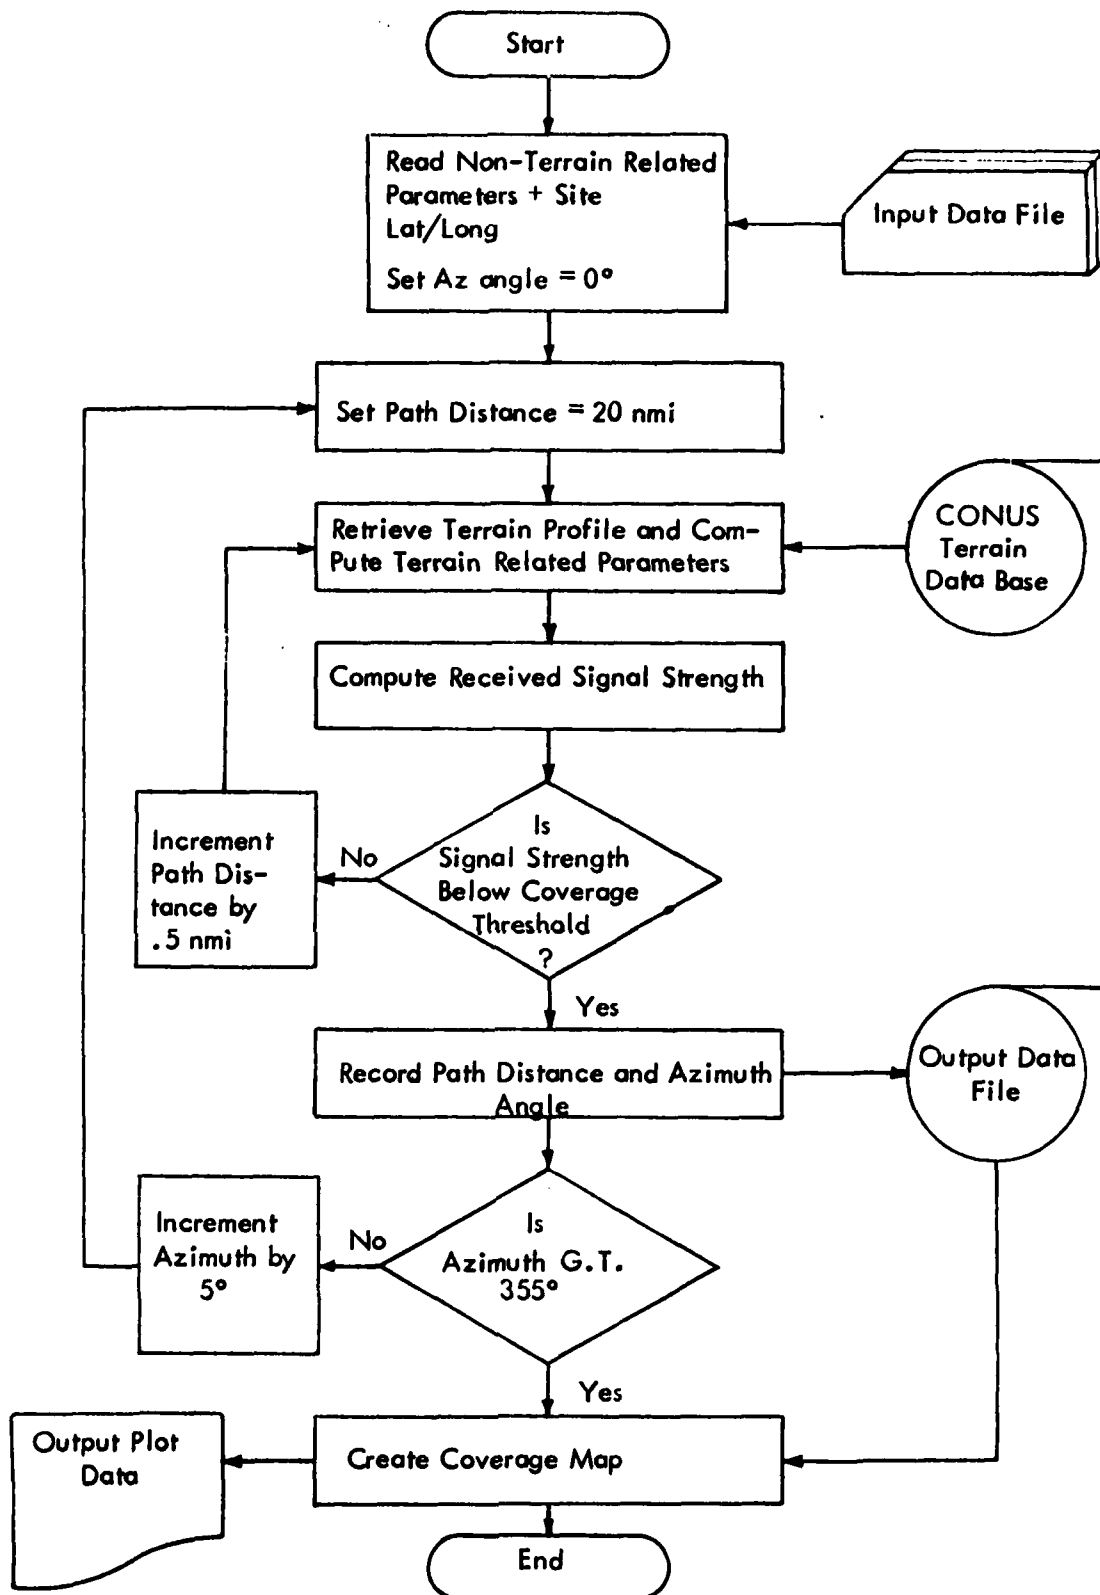 Start
Read Non-Terrain Related
Parameters + Site
Lat/Long
Set Az angle = 0°
Input Data File
Set Path Distance = 20 nmi
Retrieve Terrain Profile and Com-
Pute Terrain Related Parameters
CONUS
Terrain
Data Base
Compute Received Signal Strength
Is
Signal Strength
Below Coverage
Threshold
?
No
Increment
Path Dis-
tance by
.5 nmi
Yes
Record Path Distance and Azimuth
Angle
Output Data
File
Is
Azimuth G.T.
355°
No
Increment
Azimuth by
5°
Yes
Create Coverage Map
Output Plot
Data
End